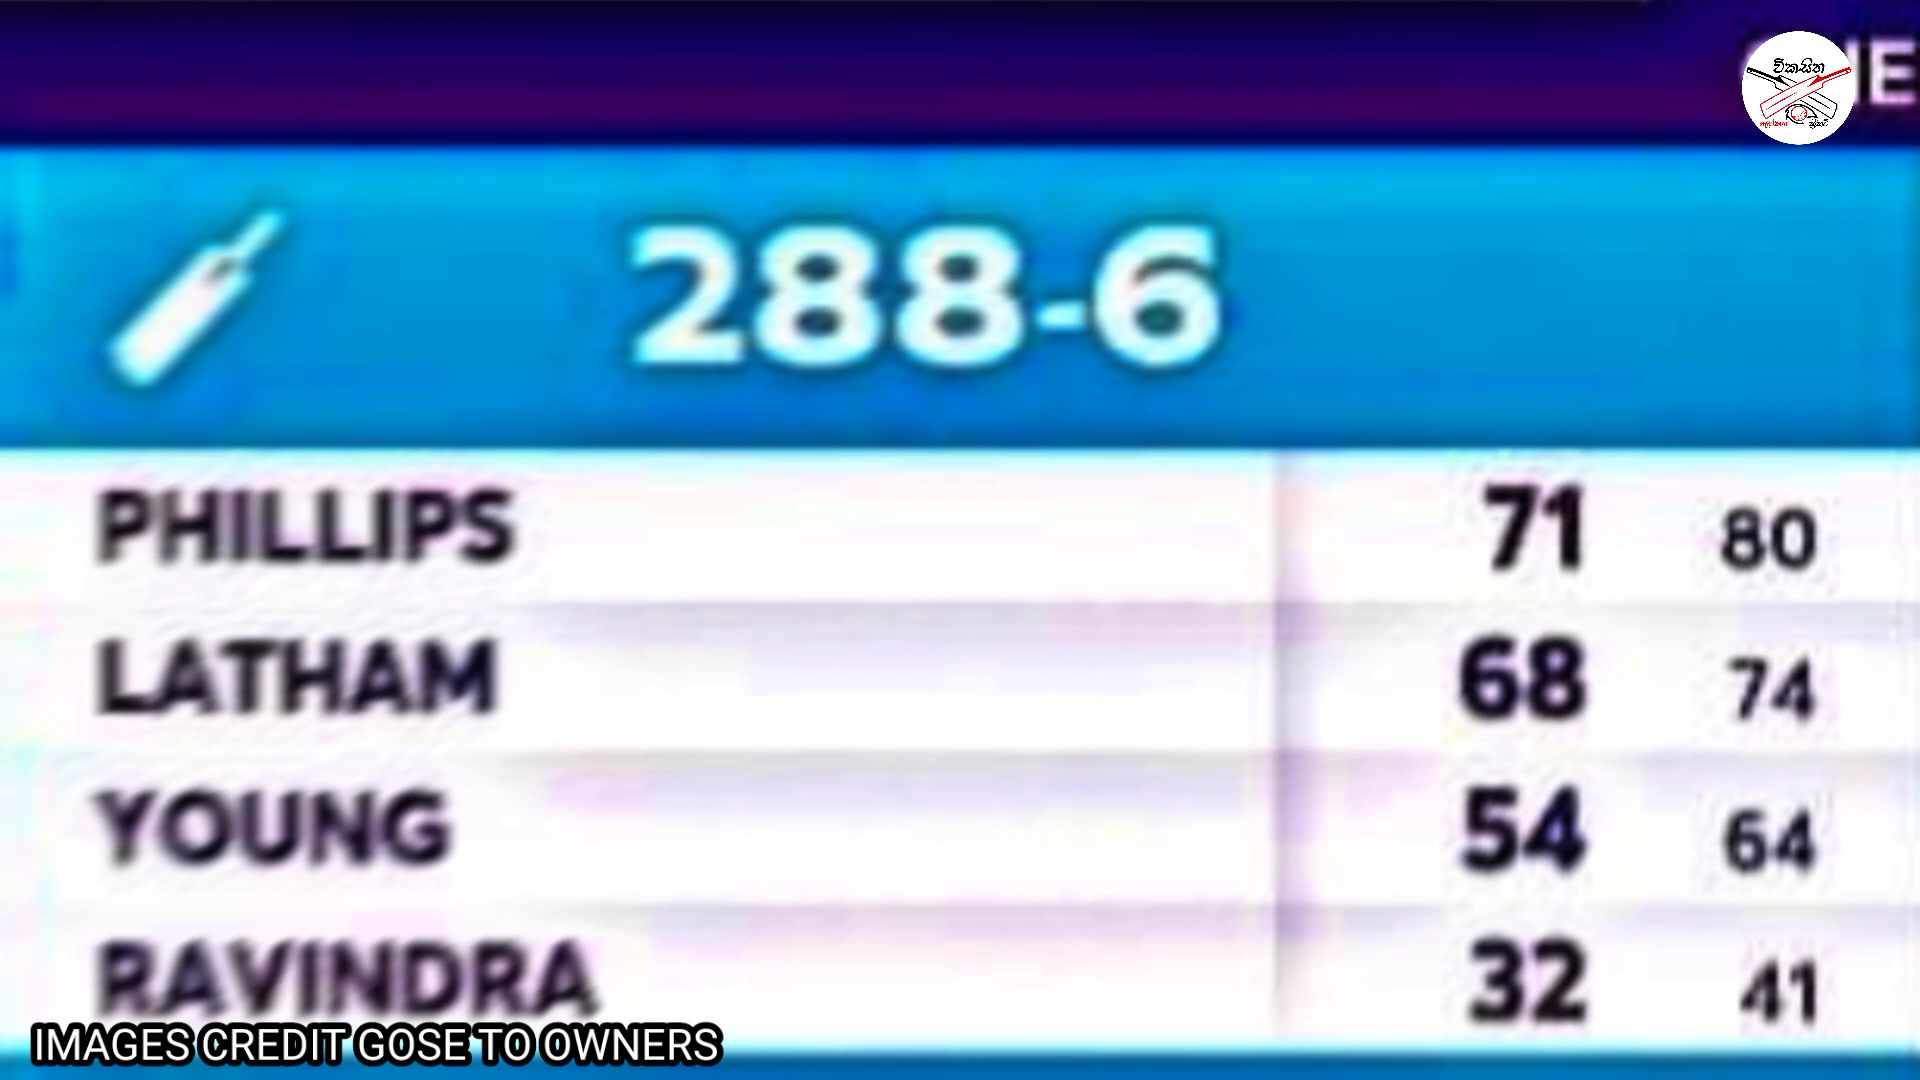 විකසිත
288-6
PHILLIPS 71 80
LATHAM 68 74
YOUNG 54 64
RAVINDRA 32 41
IMAGES CREDIT GOSE TO OWNERS